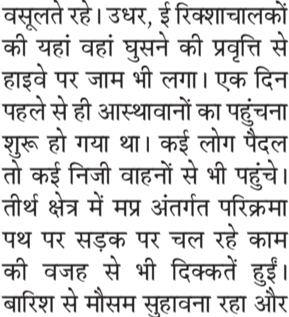 वसूलते रहे। उधर, ई रिक्शाचालकों
की यहां वहां घुसने की प्रवृत्ति से
हाइवे पर जाम भी लगा। एक दिन
पहले से ही आस्थावानों का पहुंचना
शुरू हो गया था। कई लोग पैदल
तो कई निजी वाहनों से भी पहुंचे।
तीर्थ क्षेत्र में मप्र अंतर्गत परिक्रमा
पथ पर सड़क पर चल रहे काम
की वजह से भी दिक्कतें हुईं।
बारिश से मौसम सुहावना रहा और